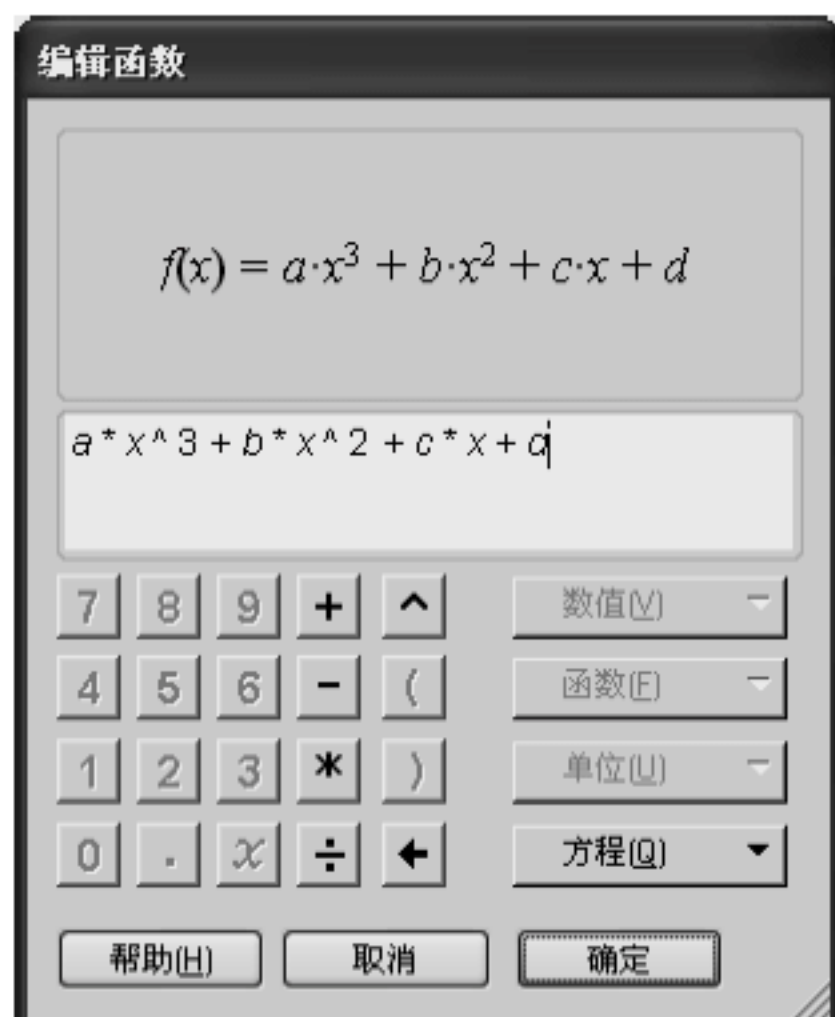 编辑函数
f(x) = a·x³ + b·x² + c·x + d
a*x^3+b*x^2+c*x+d
7 8 9 + ^ 数值(V)
4 5 6 - ( 函数(F)
1 2 3 * ) 单位(U)
0 . x ÷ ← 方程(Q)
帮助(H) 取消 确定